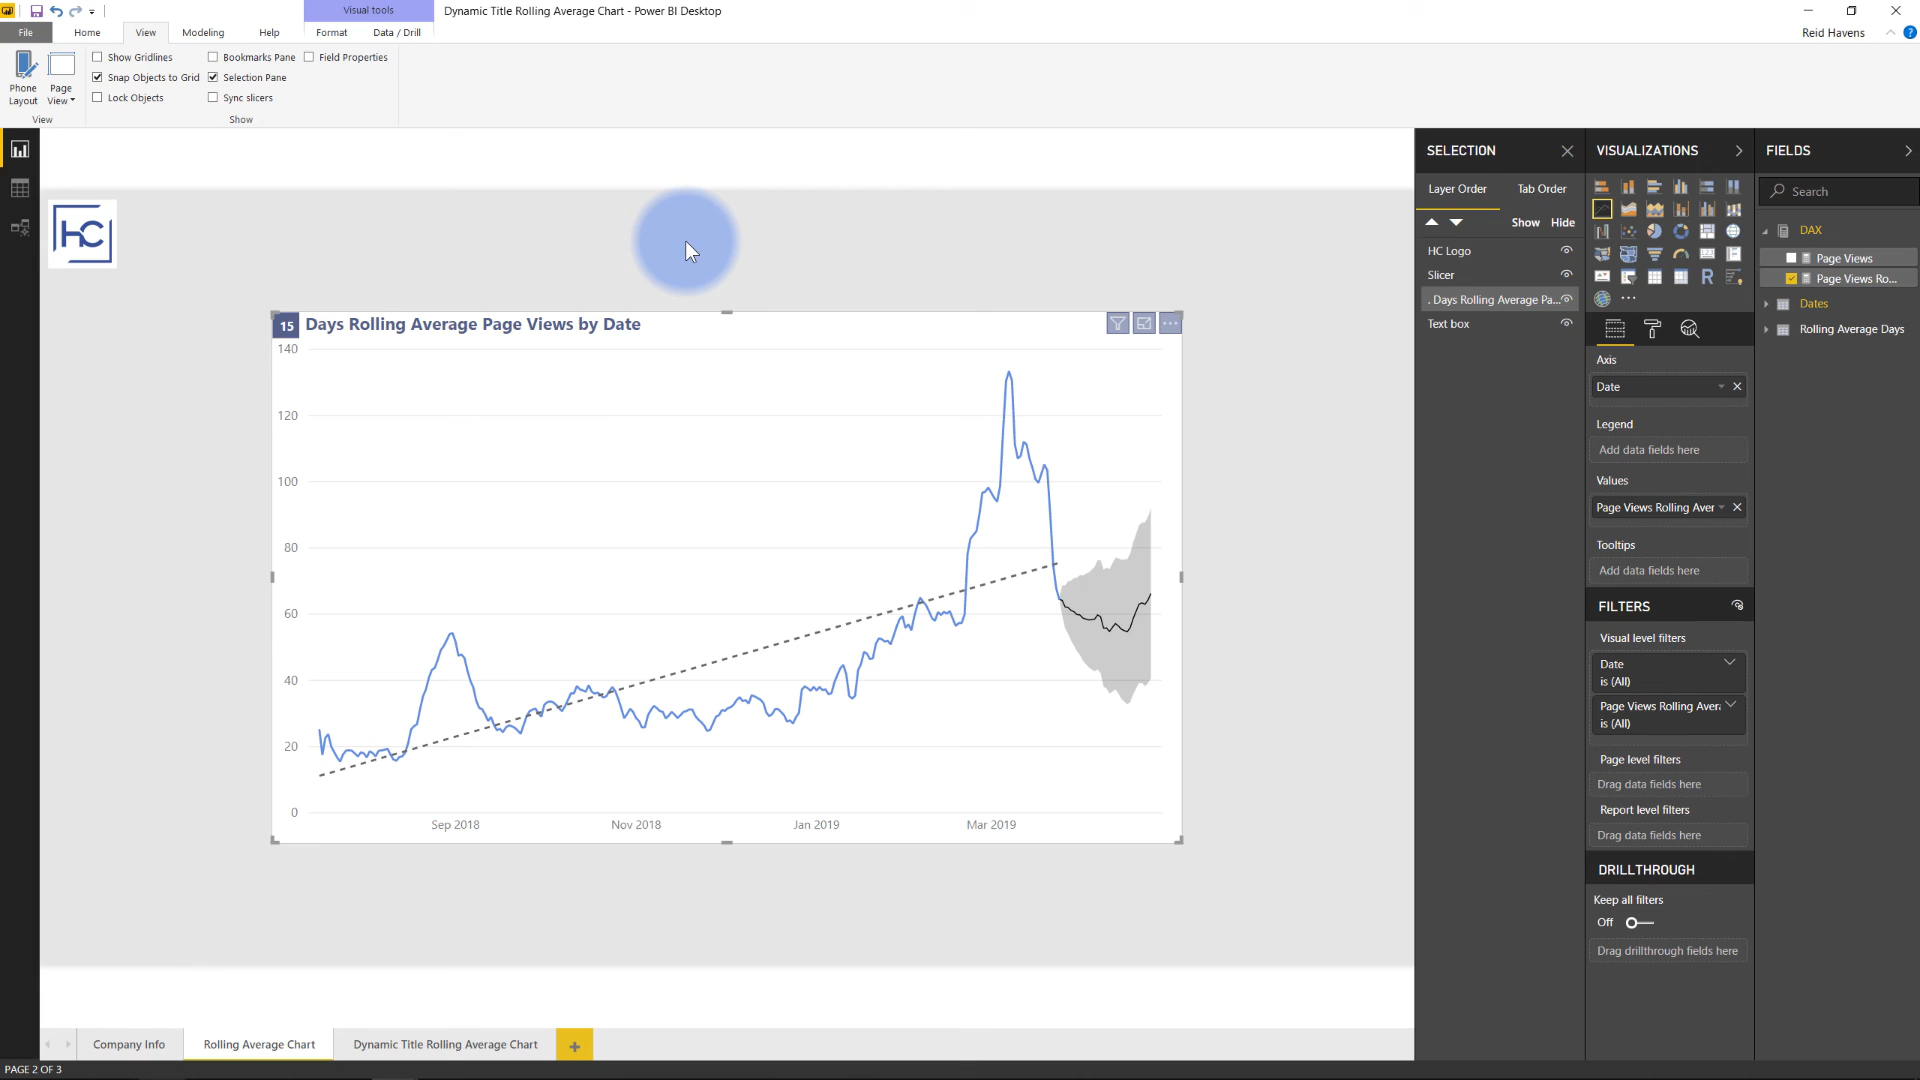 Visual tools
Dynamic Title Rolling Average Chart - Power BI Desktop
File
Home
View
Modeling
Help
Format
Data / Drill
Reid Havens
?
Phone Layout
Page View
Show Gridlines
Snap Objects to Grid
Lock Objects
Bookmarks Pane
Selection Pane
Sync slicers
Field Properties
View
Show
HC
15 Days Rolling Average Page Views by Date
140
120
100
80
60
40
20
0
Sep 2018
Nov 2018
Jan 2019
Mar 2019
SELECTION
Layer Order
Tab Order
Show
Hide
HC Logo
Slicer
. Days Rolling Average Pa...
Text box
VISUALIZATIONS
R
Axis
Date
Legend
Add data fields here
Values
Page Views Rolling Aver
Tooltips
Add data fields here
FILTERS
Visual level filters
Date
is (All)
Page Views Rolling Avera
is (All)
Page level filters
Drag data fields here
Report level filters
Drag data fields here
DRILLTHROUGH
Keep all filters
Off
Drag drillthrough fields here
FIELDS
Search
DAX
Page Views
Page Views Ro...
Dates
Rolling Average Days
Company Info
Rolling Average Chart
Dynamic Title Rolling Average Chart
+
PAGE 2 OF 3